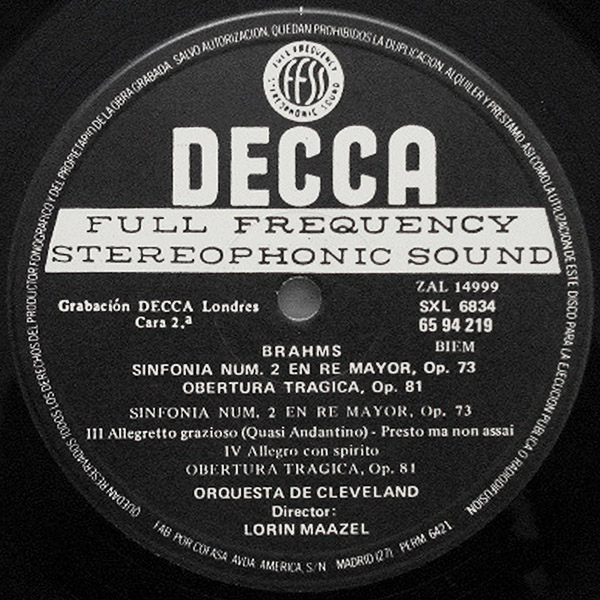 QUEDAN RESERVADOS TODOS LOS DERECHOS DEL PRODUCTOR FONOGRAFICO Y DEL PROPIETARIO DE LA OBRA GRABADA. SALVO AUTORIZACION, QUEDAN PROHIBIDOS LA DUPLICACION, ALQUILER Y PRESTAMO, ASI COMO LA UTILIZACION DE ESTE DISCO PARA LA EJECUCION PUBLICA O RADIODIFUSION.
FULL FREQUENCY
FFSS
STEREOPHONIC SOUND
DECCA
FULL FREQUENCY
STEREOPHONIC SOUND
ZAL 14999
Grabación DECCA Londres
SXL 6834
Cara 2.ª
65 94 219
BIEM
BRAHMS
SINFONIA NUM. 2 EN RE MAYOR, Op. 73
OBERTURA TRAGICA, Op. 81
SINFONIA NUM. 2 EN RE MAYOR, Op. 73
III Allegretto grazioso (Quasi Andantino) - Presto ma non assai
IV Allegro con spirito
OBERTURA TRAGICA, Op. 81
ORQUESTA DE CLEVELAND
Director:
LORIN MAAZEL
FAB. POR COFASA. AVDA. AMERICA, S/N MADRID (27) PERM. 6421